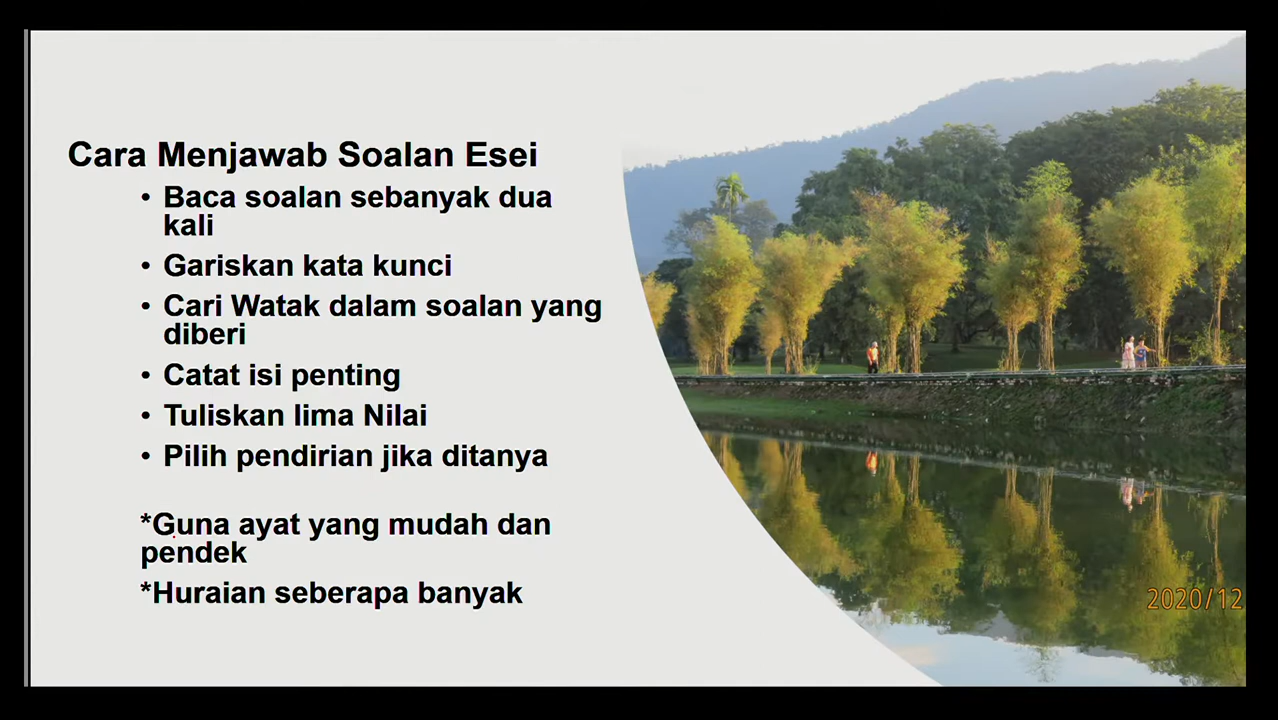 Cara Menjawab Soalan Esei
• Baca soalan sebanyak dua
kali
• Gariskan kata kunci
• Cari Watak dalam soalan yang
diberi
• Catat isi penting
• Tuliskan lima Nilai
• Pilih pendirian jika ditanya
*Guna ayat yang mudah dan
pendek
*Huraian seberapa banyak
2020/12